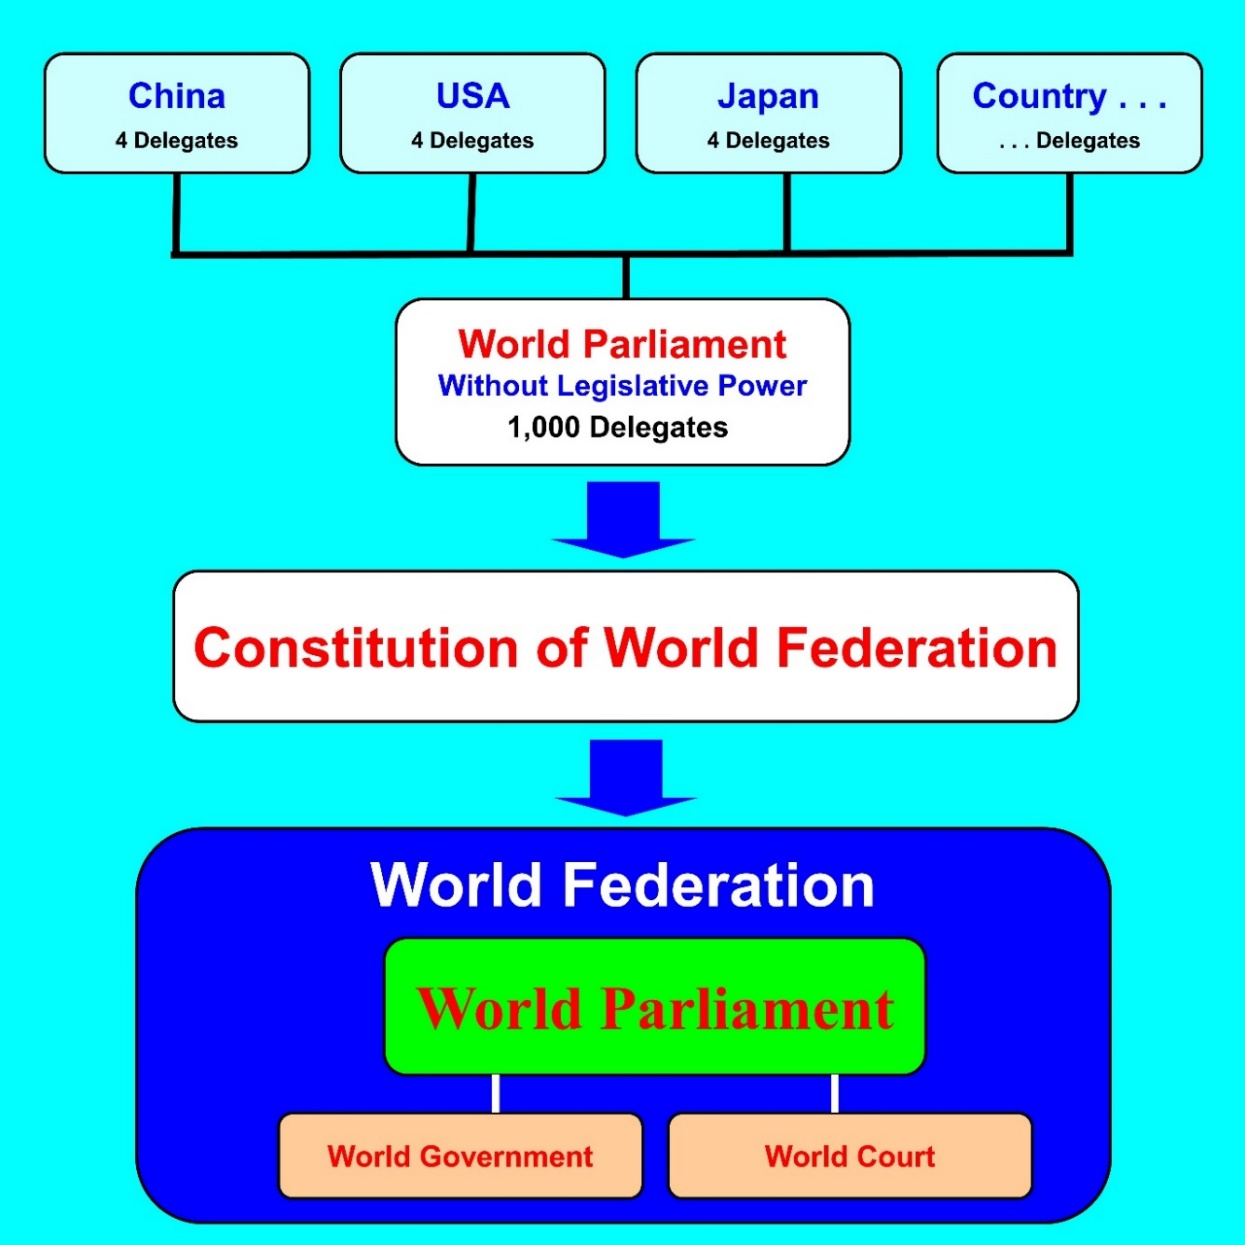 China
4 Delegates
USA
4 Delegates
Japan
4 Delegates
Country . . .
. . . Delegates
World Parliament
Without Legislative Power
1,000 Delegates
Constitution of World Federation
World Federation
World Parliament
World Government
World Court